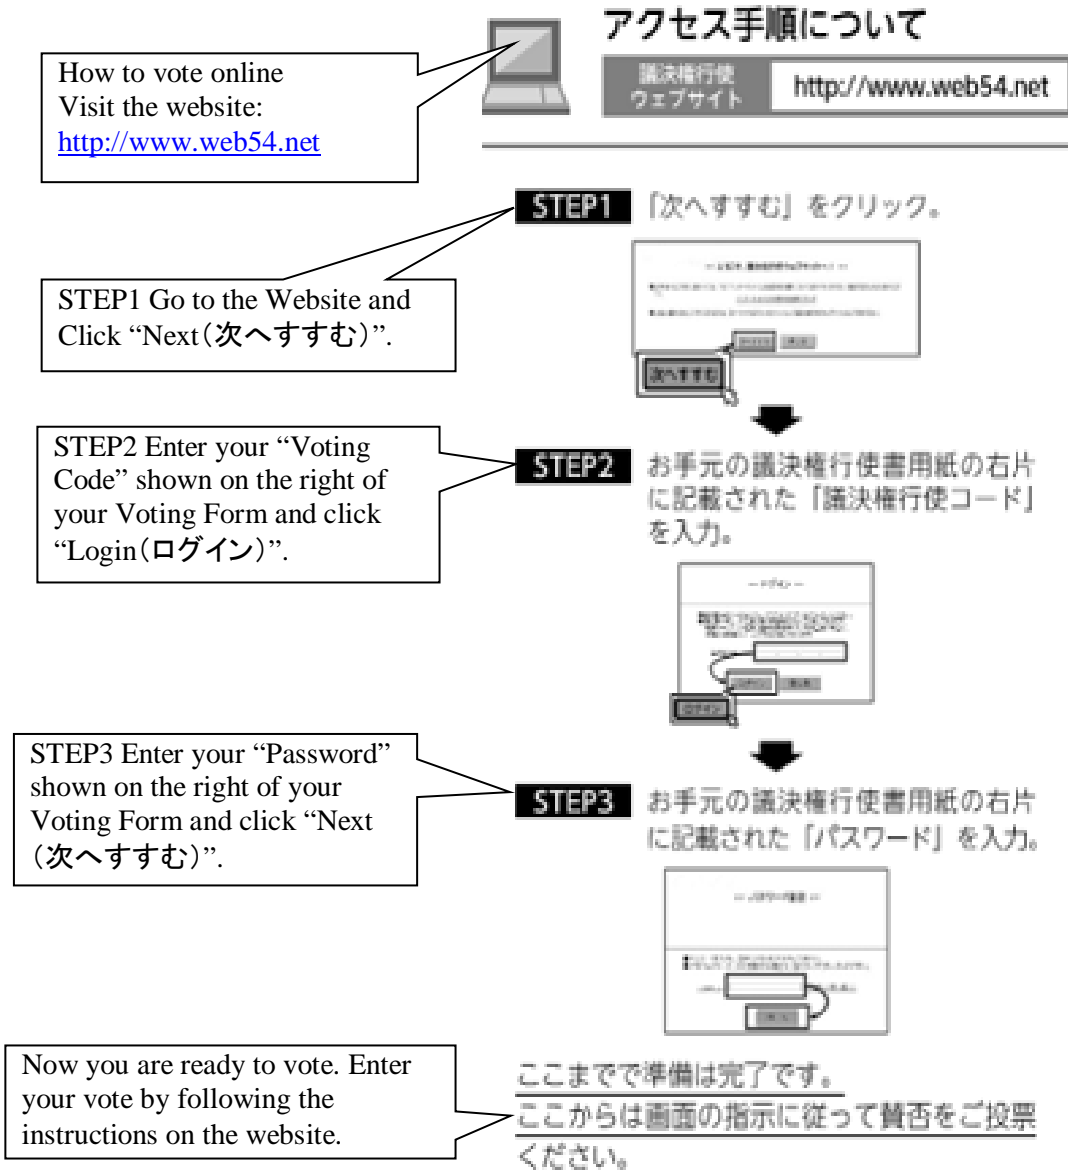 アクセス手順について
議決権行使
ウェブサイト
http://www.web54.net
How to vote online
Visit the website:
http://www.web54.net
STEP1 「次へすすむ」をクリック。
次へすすむ
STEP1 Go to the Website and
Click “Next(次へすすむ)”.
STEP2 お手元の議決権行使書用紙の右片
に記載された「議決権行使コード」
を入力。
STEP2 Enter your “Voting
Code” shown on the right of
your Voting Form and click
“Login(ログイン)”.
ログイン
STEP3 お手元の議決権行使書用紙の右片
に記載された「パスワード」を入力。
STEP3 Enter your “Password”
shown on the right of your
Voting Form and click “Next
(次へすすむ)”.
ここまでで準備は完了です。
ここからは画面の指示に従って賛否をご投票
ください。
Now you are ready to vote. Enter
your vote by following the
instructions on the website.